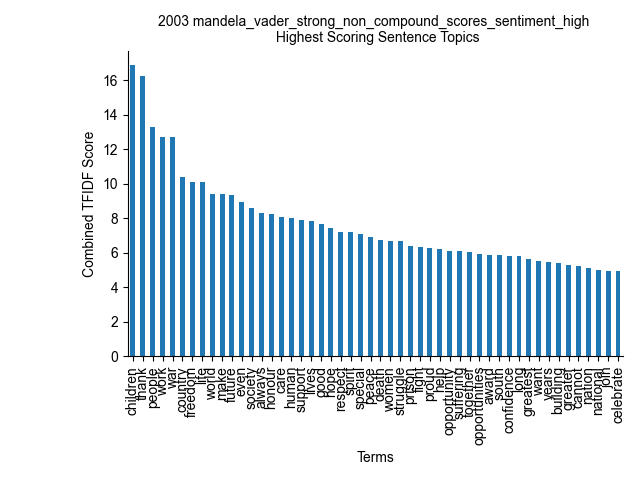 2003 mandela_vader_strong_non_compound_scores_sentiment_high
Highest Scoring Sentence Topics
Combined TFIDF Score
16
14
12
10
8
6
4
2
0
children
thank
people
work
war
country
freedom
life
world
make
future
even
society
always
honour
care
human
support
lives
good
hope
respect
spirit
special
peace
death
women
struggle
prison
fight
proud
help
opportunity
suffering
together
opportunities
award
south
confidence
long
greatest
want
years
building
greater
cannot
nation
national
join
celebrate
Terms